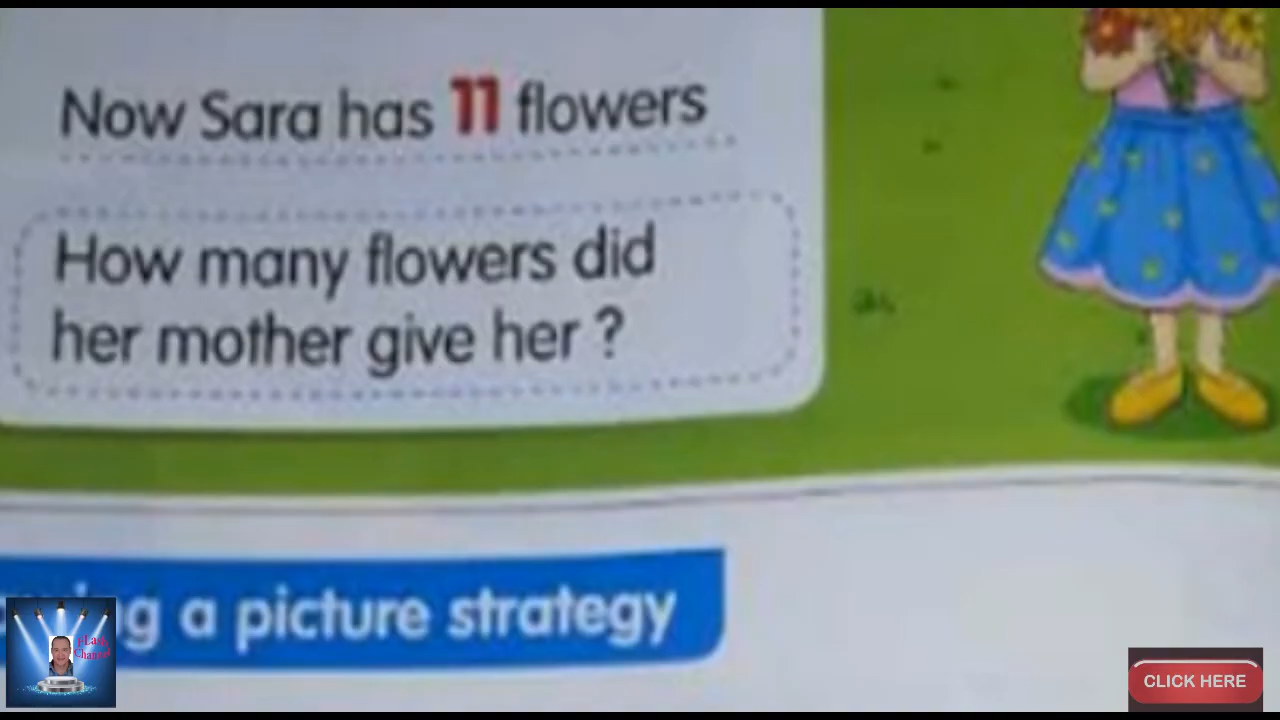 Now Sara has 11 flowers
How many flowers did
her mother give her ?
a picture strategy
CLICK HERE